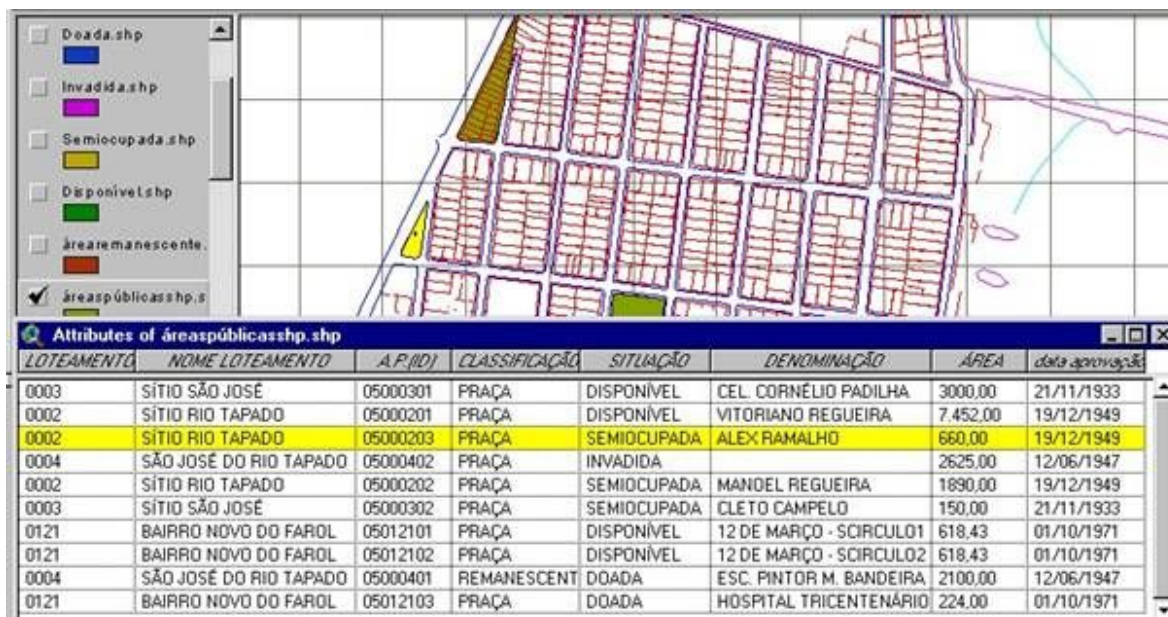 Doada.shp
Invadida.shp
Semiocupada.shp
Disponível.shp
árearemanescente.
áreaspúblicasshp.s
Attributes of áreaspúblicasshp.shp
LOTEAMENTO NOME LOTEAMENTO A.P.(ID) CLASSIFICAÇÃO SITUAÇÃO DENOMINAÇÃO ÁREA data aprovação
0003 SÍTIO SÃO JOSÉ 05000301 PRAÇA DISPONÍVEL CEL. CORNÉLIO PADILHA 3000,00 21/11/1933
0002 SÍTIO RIO TAPADO 05000201 PRAÇA DISPONÍVEL VITORIANO REGUEIRA 7.452,00 19/12/1949
0002 SÍTIO RIO TAPADO 05000203 PRAÇA SEMIOCUPADA ALEX RAMALHO 660,00 19/12/1949
0004 SÃO JOSÉ DO RIO TAPADO 05000402 PRAÇA INVADIDA 2625,00 12/06/1947
0002 SÍTIO RIO TAPADO 05000202 PRAÇA SEMIOCUPADA MANOEL REGUEIRA 1890,00 19/12/1949
0003 SÍTIO SÃO JOSÉ 05000302 PRAÇA SEMIOCUPADA CLETO CAMPELO 150,00 21/11/1933
0121 BAIRRO NOVO DO FAROL 05012101 PRAÇA DISPONÍVEL 12 DE MARÇO - SCIRCULO1 618,43 01/10/1971
0121 BAIRRO NOVO DO FAROL 05012102 PRAÇA DISPONÍVEL 12 DE MARÇO - SCIRCULO2 618,43 01/10/1971
0004 SÃO JOSÉ DO RIO TAPADO 05000401 REMANESCENT DOADA ESC. PINTOR M. BANDEIRA 2100,00 12/06/1947
0121 BAIRRO NOVO DO FAROL 05012103 PRAÇA DOADA HOSPITAL TRICENTENÁRIO 224,00 01/10/1971